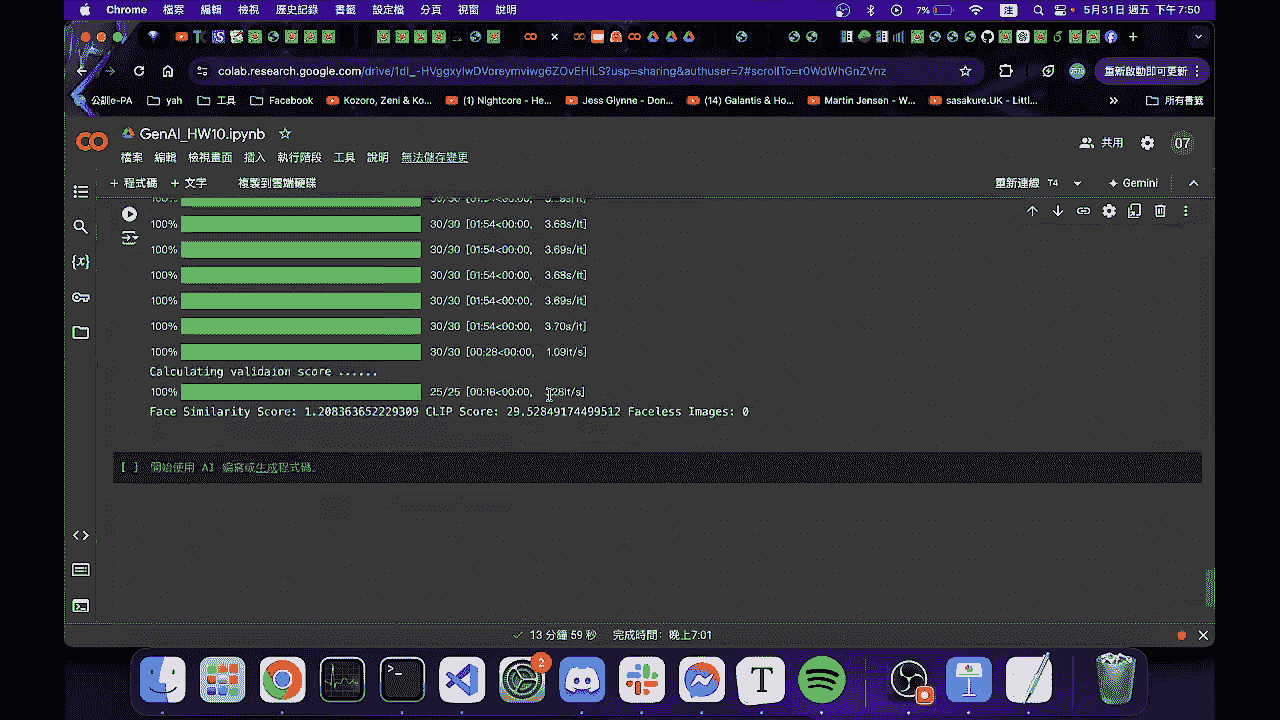 Chrome 檔案 編輯 檢視 歷史記錄 書籤 設定檔 分頁 視窗 說明 7% 注 5月31日 週五 下午7:50
colab.research.google.com/drive/1dI_-HVggxylwDVoreymviwg6ZOvEHiLS?usp=sharing&authuser=7#scrollTo=r0WdWhGnZVnz 重新啟動即可更新
公訓e-PA yah 工具 Facebook Kozoro, Zeni & Ko... (1) Nightcore - He... Jess Glynne - Don... (14) Galantis & Ho... Martin Jensen - W... sasakure.UK - Littl... » 所有書籤
GenAI_HW10.ipynb
檔案 編輯 檢視畫面 插入 執行階段 工具 說明 無法儲存變更 共用 07
+ 程式碼 + 文字 複製到雲端硬碟 重新連線 T4 Gemini
100% 30/30 [01:54<00:00,
100% 30/30 [01:54<00:00, 3.68s/it]
100% 30/30 [01:54<00:00, 3.69s/it]
100% 30/30 [01:54<00:00, 3.68s/it]
100% 30/30 [01:54<00:00, 3.69s/it]
100% 30/30 [01:54<00:00, 3.70s/it]
100% 30/30 [00:28<00:00, 1.09it/s]
Calculating validaion score ......
100% 25/25 [00:18<00:00, 28it/s]
Face Similarity Score: 1.208363652229309 CLIP Score: 29.52849174499512 Faceless Images: 0
[ ] 開始使用 AI 編寫或生成程式碼。
✓ 13 分鐘 59 秒 完成時間：晚上7:01
2
T